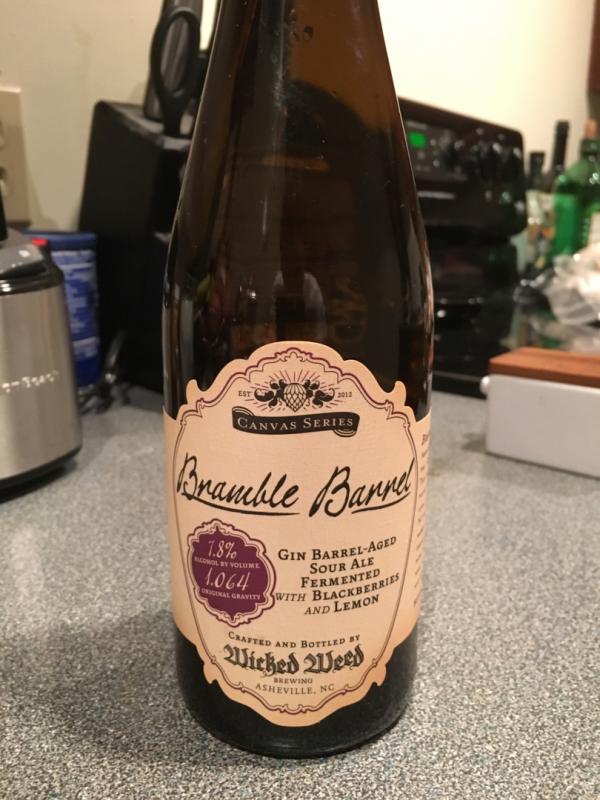 EST 2012
CANVAS SERIES
Bramble Barrel
7.8%
ALCOHOL BY VOLUME
1.064
ORIGINAL GRAVITY
GIN BARREL-AGED
SOUR ALE
FERMENTED
WITH BLACKBERRIES
AND LEMON
CRAFTED AND BOTTLED BY
Wicked Weed
BREWING
ASHEVILLE, NC